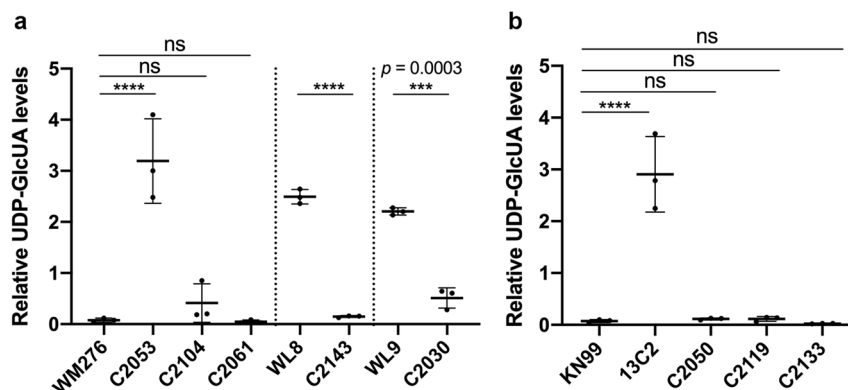 a
ns
ns
****
****
p = 0.0003
***
Relative UDP-GlcUA levels
5
4
3
2
1
0
WM276
C2053
C2104
C2061
WL8
C2143
WL9
C2030
b
ns
ns
ns
****
Relative UDP-GlcUA levels
5
4
3
2
1
0
KN99
13C2
C2050
C2119
C2133